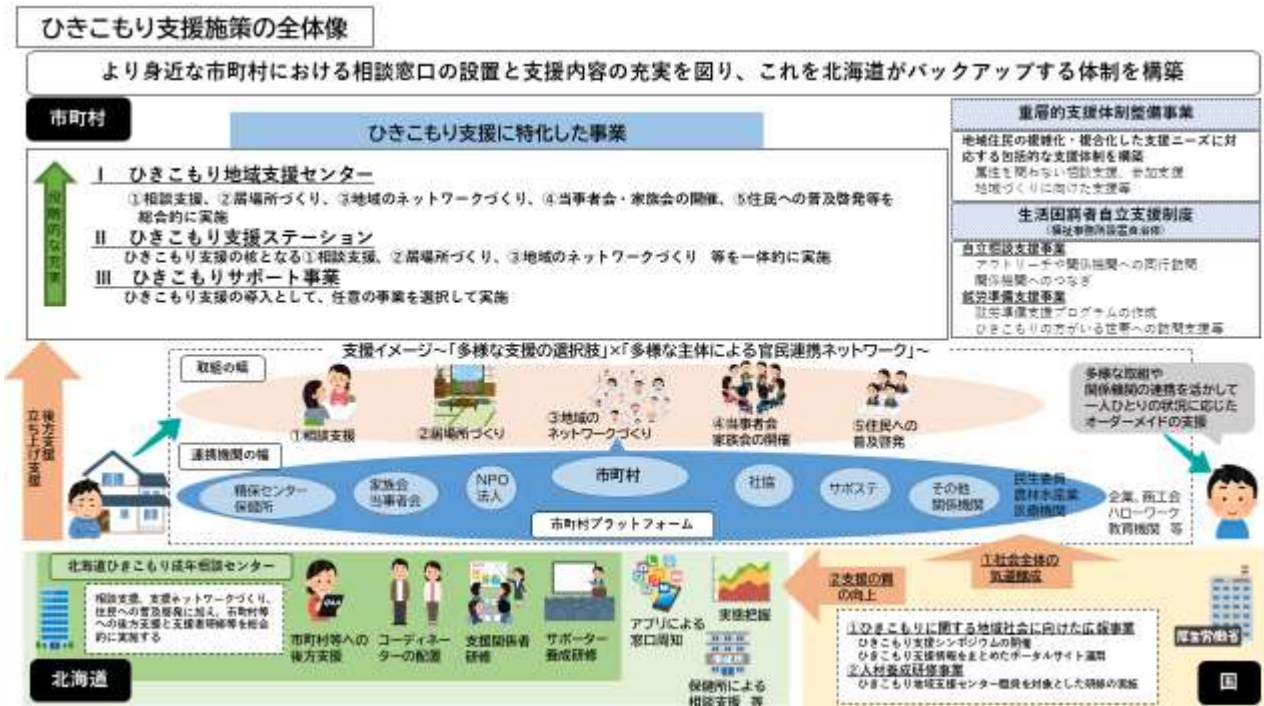 ひきこもり支援施策の全体像
より身近な市町村における相談窓口の設置と支援内容の充実を図り、これを北海道がバックアップする体制を構築
市町村
ひきこもり支援に特化した事業
段階的な充実
Ⅰ ひきこもり地域支援センター
①相談支援、②居場所づくり、③地域のネットワークづくり、④当事者会・家族会の開催、⑤住民への普及啓発等を
総合的に実施
Ⅱ ひきこもり支援ステーション
ひきこもり支援の核となる①相談支援、②居場所づくり、③地域のネットワークづくり 等を一体的に実施
Ⅲ ひきこもりサポート事業
ひきこもり支援の導入として、任意の事業を選択して実施
重層的支援体制整備事業
地域住民の複雑化・複合化した支援ニーズに対
応する包括的な支援体制を構築
属性を問わない相談支援、参加支援
地域づくりに向けた支援等
生活困窮者自立支援制度
(福祉事務所設置自治体)
自立相談支援事業
アウトリーチや関係機関への同行訪問
関係機関へのつなぎ
就労準備支援事業
就労準備支援プログラムの作成
ひきこもりの方がいる世帯への訪問支援等
後方支援
立ち上げ支援
支援イメージ~「多様な支援の選択肢」×「多様な主体による官民連携ネットワーク」~
取組の幅
①相談支援
②居場所づくり
③地域の
ネットワークづくり
④当事者会
家族会の開催
⑤住民への
普及啓発
多様な取組や
関係機関の連携を活かして
一人ひとりの状況に応じた
オーダーメイドの支援
連携機関の幅
精保センター
保健所
家族会
当事者会
NPO
法人
市町村
社協
サポステ
その他
関係機関
民生委員
農林水産業
医療機関
企業、商工会
ハローワーク
教育機関 等
市町村プラットフォーム
北海道ひきこもり成年相談センター
相談支援、支援ネットワークづくり、
住民への普及啓発に加え、市町村等
への後方支援と支援者研修等を総合
的に実施する
北海道
市町村等への
後方支援
コーディネー
ターの配置
支援関係者
研修
サポーター
養成研修
アプリによる
窓口周知
実態把握
保健所による
相談支援 等
②支援の質
の向上
①社会全体の
気運醸成
①ひきこもりに関する地域社会に向けた広報事業
ひきこもり支援シンポジウムの開催
ひきこもり支援情報をまとめたポータルサイト運用
②人材養成研修事業
ひきこもり地域支援センター職員を対象とした研修の実施
厚生労働省
国